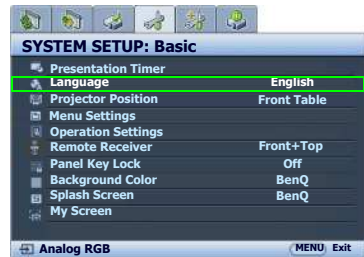 SYSTEM SETUP: Basic
Presentation Timer
Language English
Projector Position Front Table
Menu Settings
Operation Settings
Remote Receiver Front+Top
Panel Key Lock Off
Background Color BenQ
Splash Screen BenQ
My Screen
Analog RGB MENU Exit